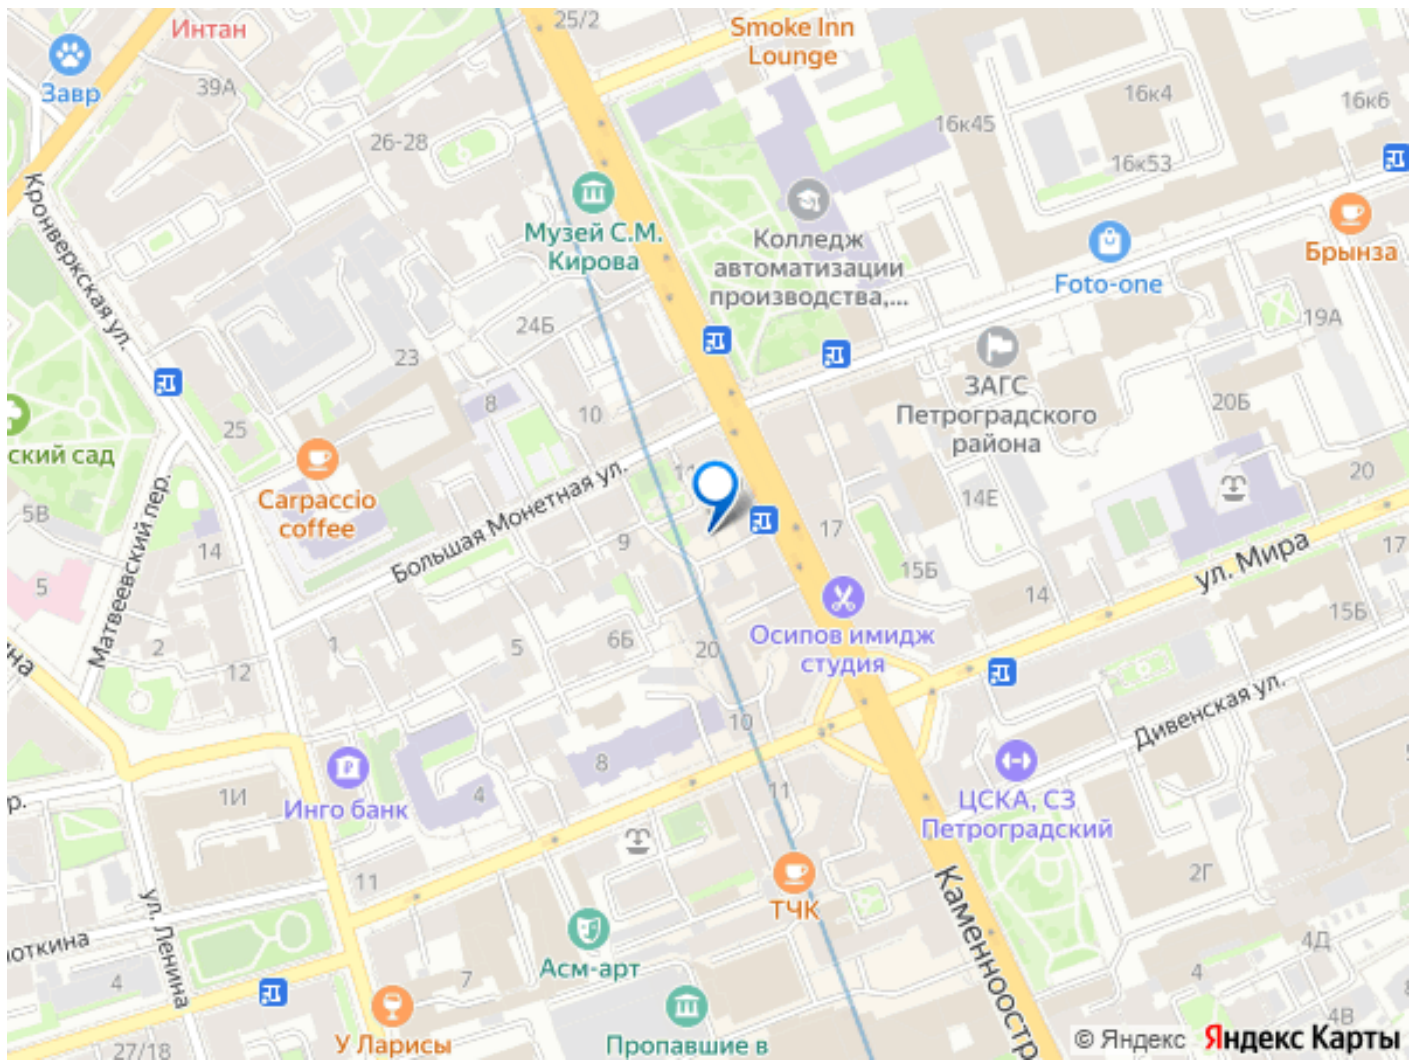 25/2
Smoke Inn
Lounge
Интан
Завр
39А
16к4
16к6
26-28
16к45
16к53
Кронверкская ул.
Музей С.М.
Кирова
Колледж
автоматизации
производства,...
Брынза
Foto-one
24Б
19А
23
ЗАГС
Петроградского
района
8
10
20Б
25
ский сад
Большая Монетная ул.
Carpaccio
coffee
Матвеевский пер.
5В
14Е
20
17
9
14
ул. Мира
17
5
15Б
14
15Б
на
2
1
5
6Б
20
Осипов имидж
студия
12
Дивенская ул.
10
8
р.
1И
Инго банк
4
11
ЦСКА, СЗ
Петроградский
11
2Г
ТЧК
Каменноостр
ул. Ленина
откина
4
Асм-арт
7
4Д
4
4В
27/18
У Ларисы
Пропавшие в
© Яндекс Яндекс Карты